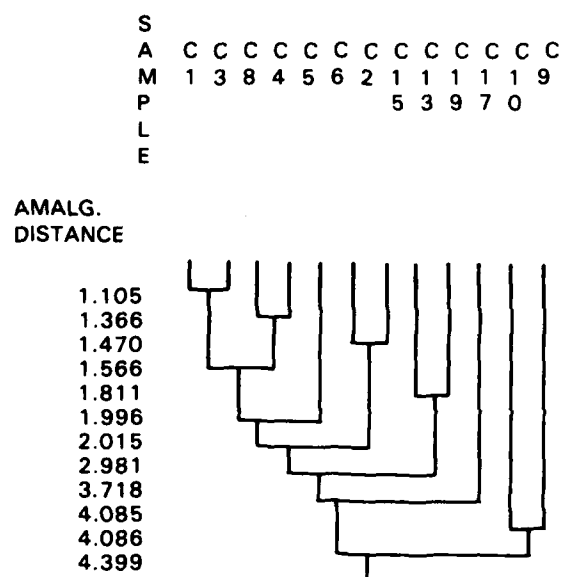 S
A C C C C C C C C C C C C C
M 1 3 8 4 5 6 2 1 1 1 1 1 9
P 5 3 9 7 0
L
E
AMALG.
DISTANCE
1.105
1.366
1.470
1.566
1.811
1.996
2.015
2.981
3.718
4.085
4.086
4.399